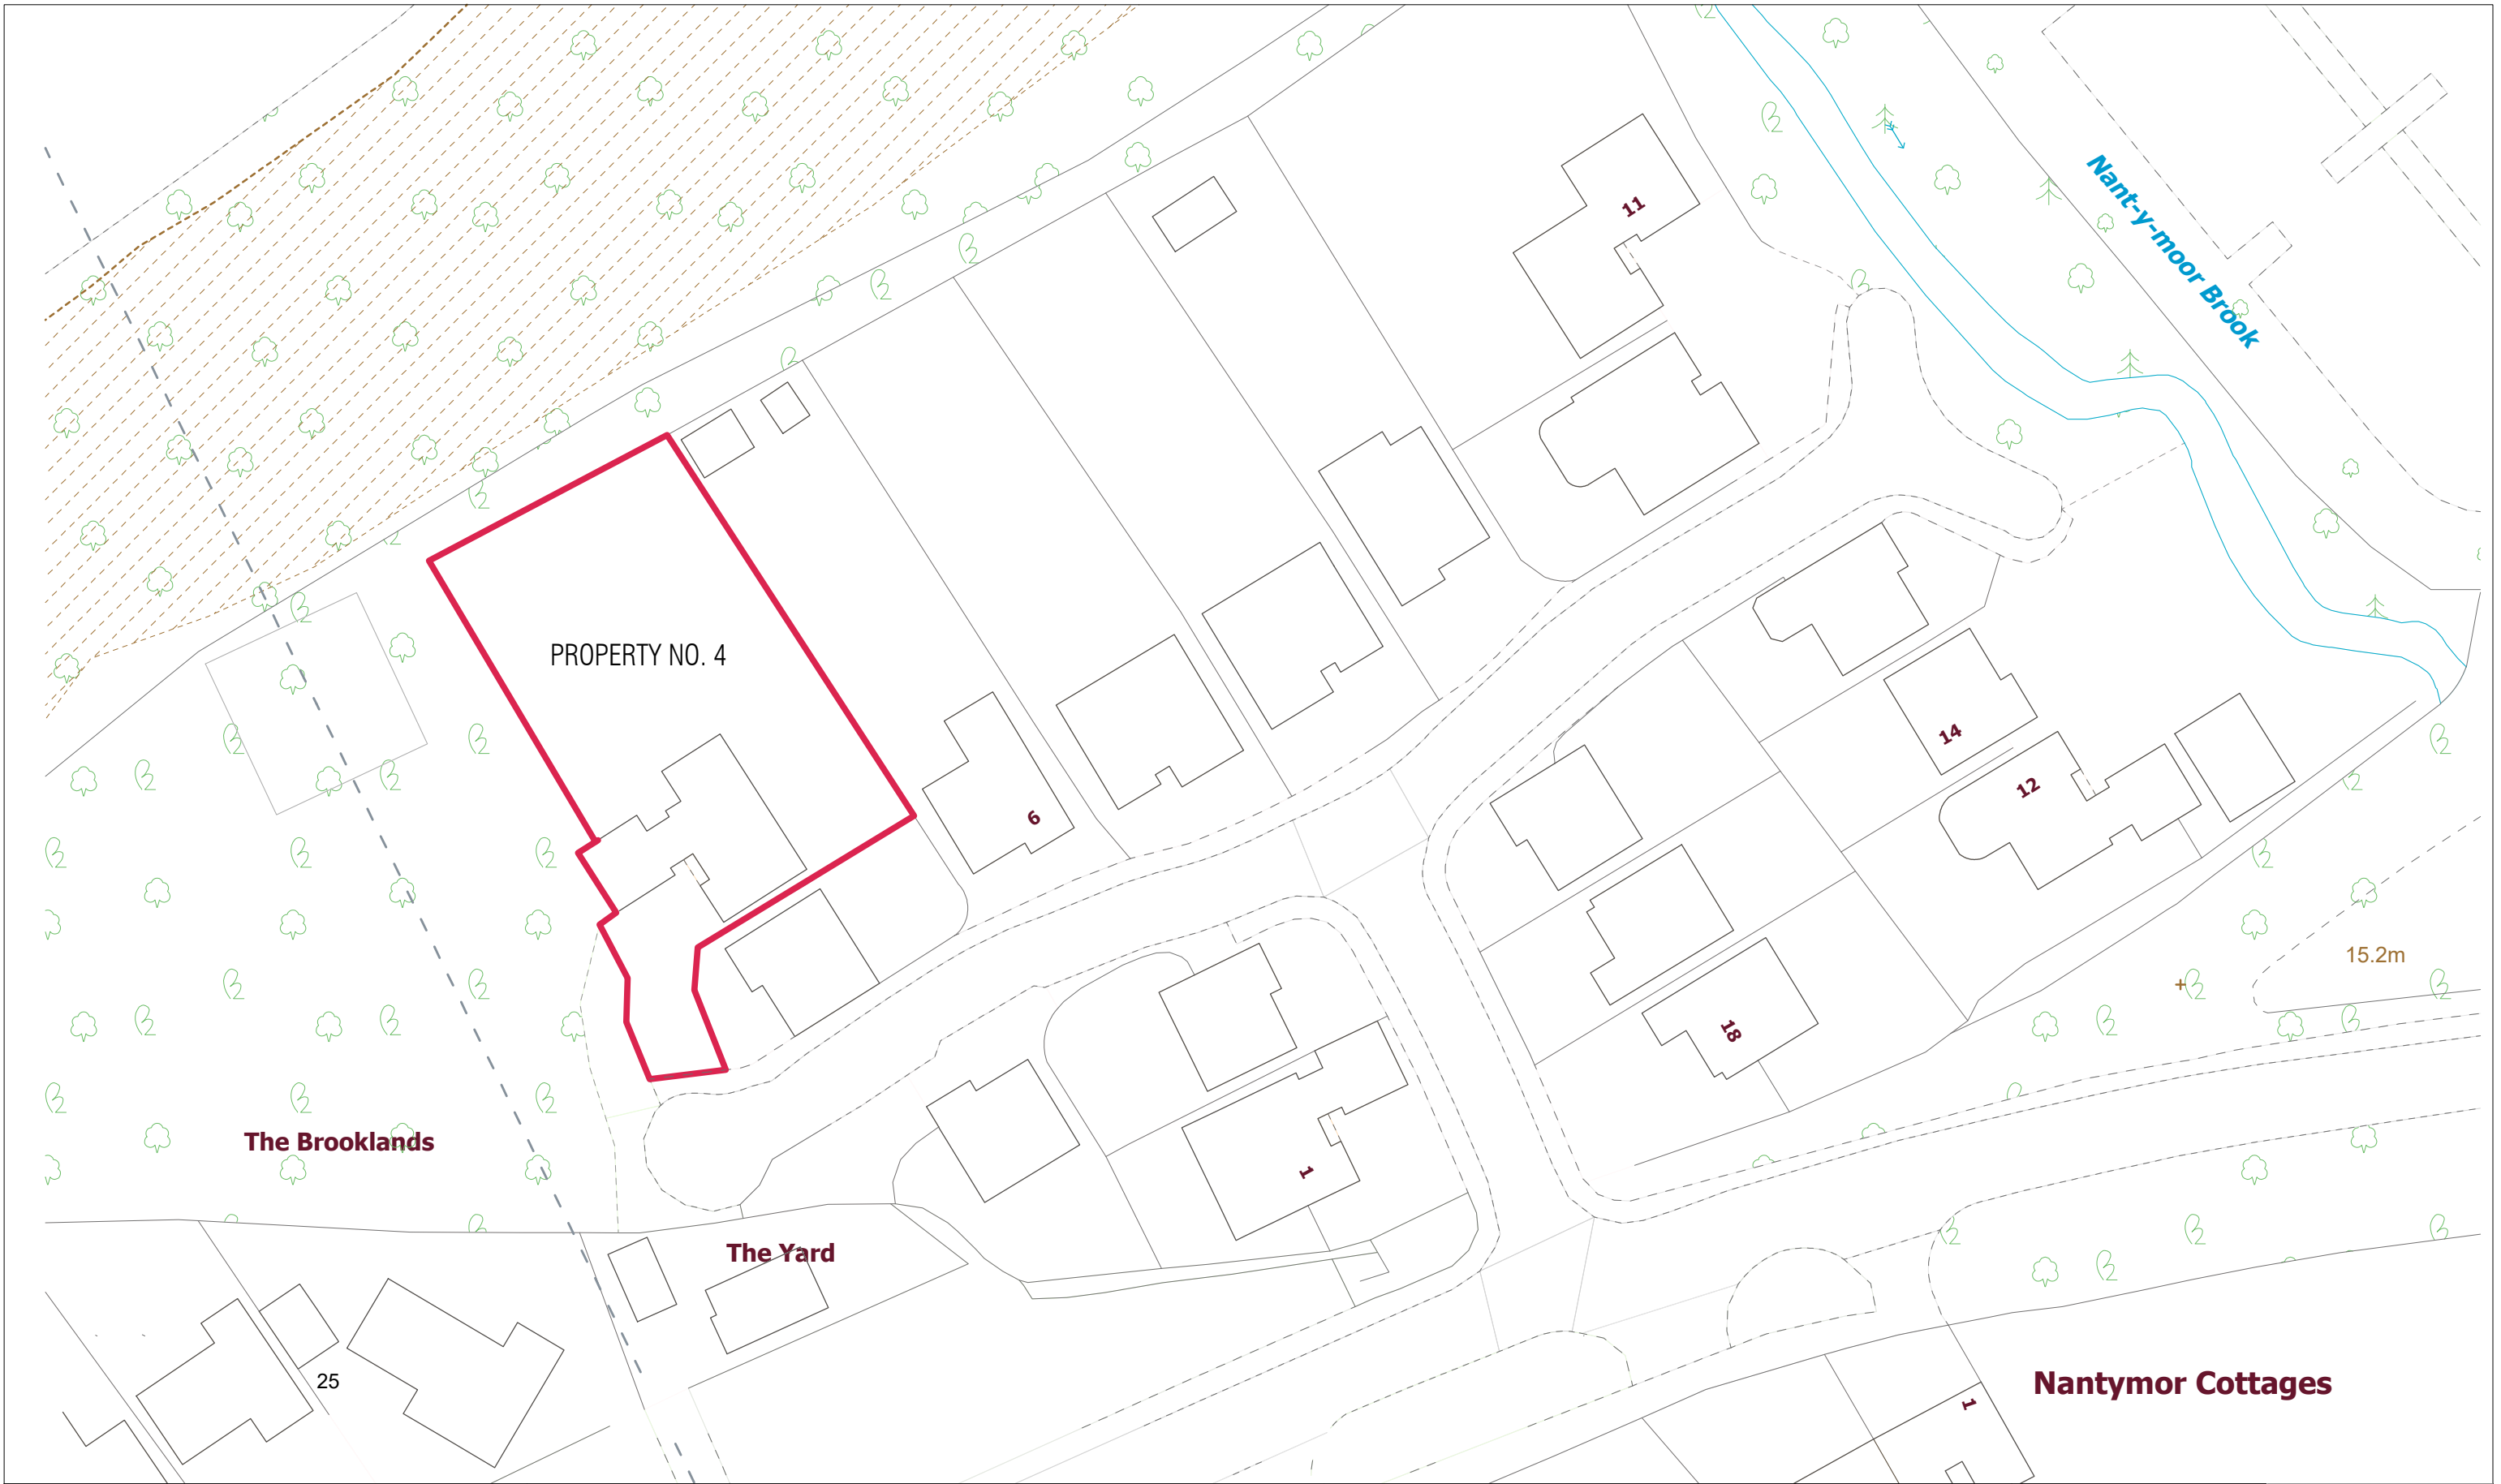 11
Nant-y-moor Brook
PROPERTY NO. 4
14
12
6
15.2m
18
The Brooklands
1
The Yard
25
Nantymor Cottages
1